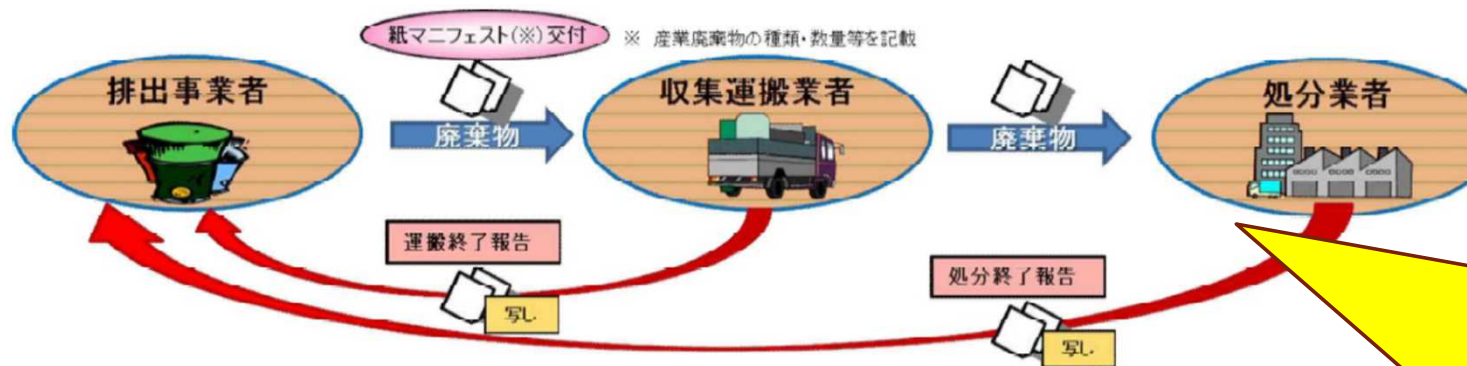 紙マニフェスト(※)交付
※ 産業廃棄物の種類・数量等を記載
排出事業者
収集運搬業者
処分業者
廃棄物
廃棄物
運搬終了報告
写し
処分終了報告
写し